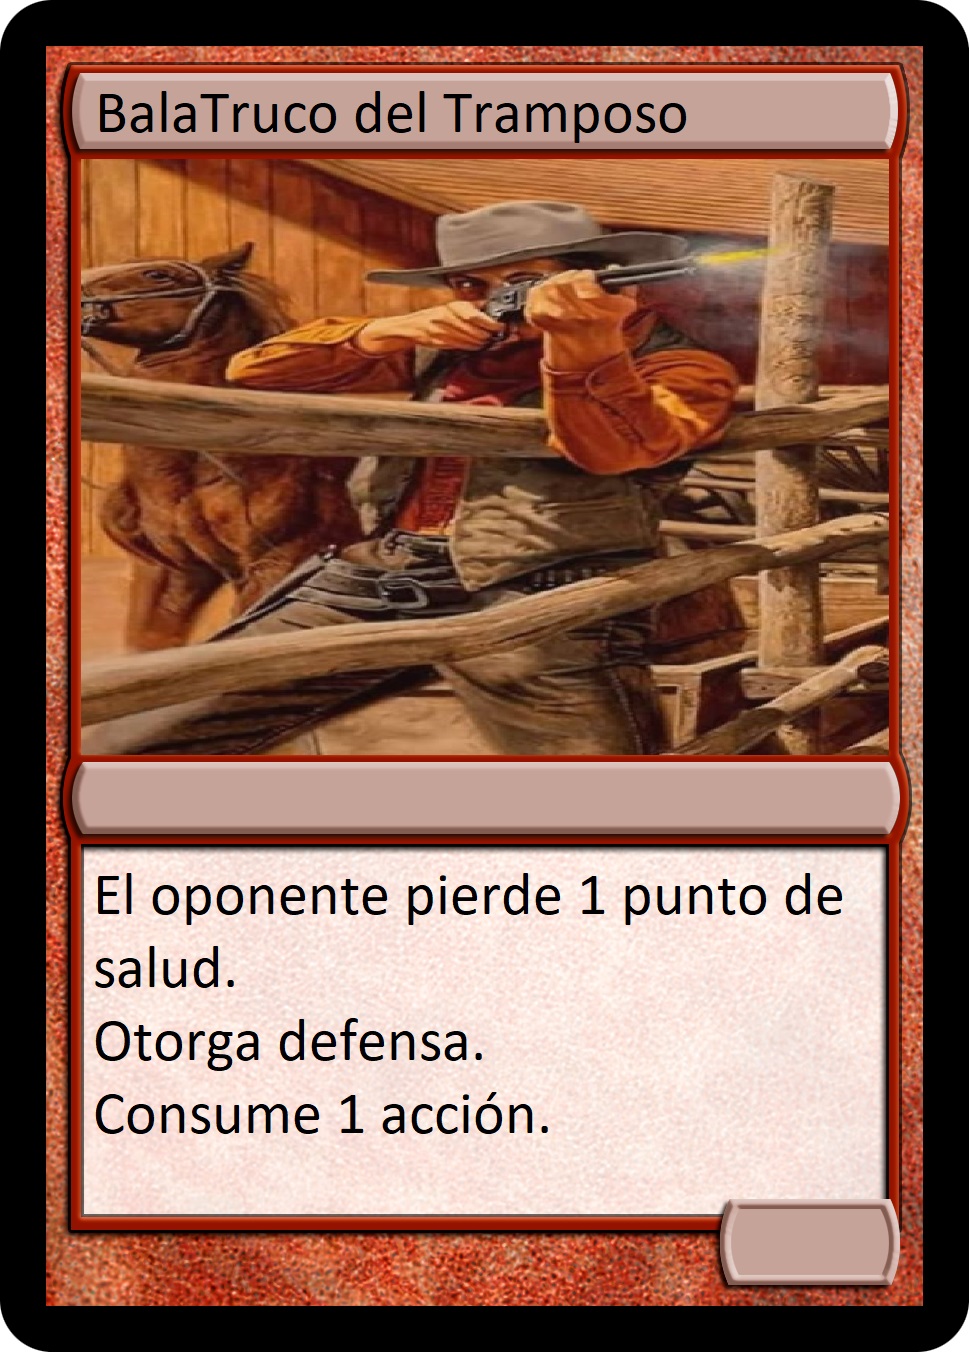 BalaTruco del Tramposo
El oponente pierde 1 punto de
salud.
Otorga defensa.
Consume 1 acción.